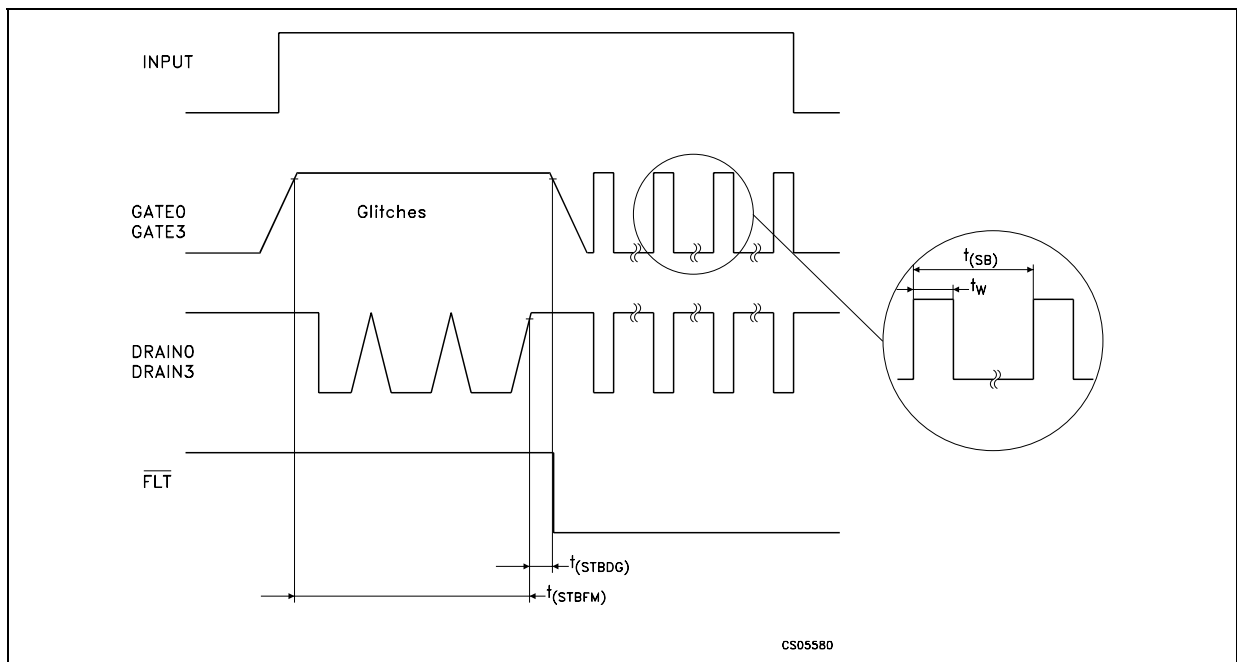 INPUT
GATE0
GATE3
Glitches
t(SB)
tW
DRAIN0
DRAIN3
FLT
t(STBDG)
t(STBFM)
CS05580